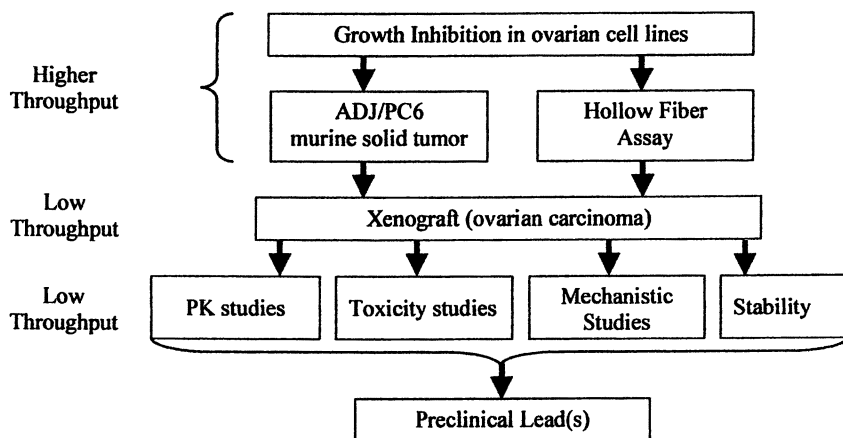 Growth Inhibition in ovarian cell lines
Higher
Throughput
ADJ/PC6
murine solid tumor
Hollow Fiber
Assay
Low
Throughput
Xenograft (ovarian carcinoma)
Low
Throughput
PK studies
Toxicity studies
Mechanistic
Studies
Stability
Preclinical Lead(s)